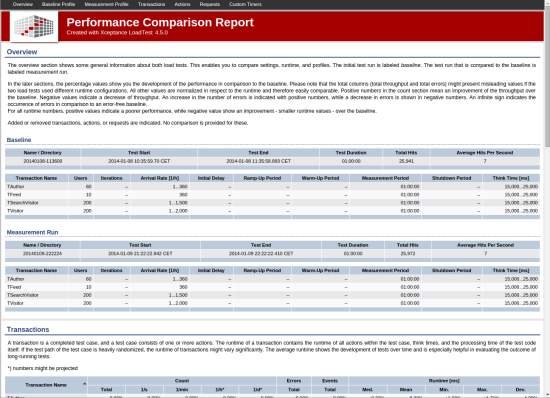 Overview Baseline Profile Measurement Profile Transactions Actions Requests Custom Timers
Performance Comparison Report
Created with Xceptance LoadTest 4.5.0
Overview
The overview section shows some general information about both load tests. This enables you to compare settings, runtime, and profiles. The initial test run is labeled baseline. The test run that is compared to the baseline is
labeled measurement run.
In the later sections, the percentage values show you the development of the performance in comparison to the baseline. Please note that the total columns (total throughput and total errors) might present misleading values if the
two load tests used different runtime configurations. All other values are normalized in respect to the runtime and therefore easily comparable. Positive numbers in the count section mean an improvement of the throughput over
the baseline. Negative values indicate a decrease of throughput. An increase in the number of errors is indicated with positive numbers, while a decrease in errors is shown in negative numbers. An infinite sign indicates the
occurrence of errors in comparison to an error-free baseline.
For all runtime numbers, positive values indicate a poorer performance, while negative value show an improvement - smaller runtime values - over the baseline.
Added or removed transactions, actions, or requests are indicated. No comparison is provided for these.
Baseline
Name / Directory Test Start Test End Test Duration Total Hits Average Hits Per Second
20140108-113608 2014-01-08 10:35:59.70 CET 2014-01-08 11:35:58.893 CET 01:00:00 25,941 7
Transaction Name Users Iterations Arrival Rate [1/h] Initial Delay Ramp-Up Period Warm-Up Period Measurement Period Shutdown Period Think Time [ms]
TAuthor 60 – 1...360 – – – 01:00:00 – 15,000...25,000
TFeed 10 – 360 – – – 01:00:00 – 15,000...25,000
TSearchVisitor 200 – 1...1,500 – – – 01:00:00 – 15,000...25,000
TVisitor 200 – 1...2,000 – – – 01:00:00 – 15,000...25,000
Measurement Run
Name / Directory Test Start Test End Test Duration Total Hits Average Hits Per Second
20140109-222224 2014-01-09 21:22:22.842 CET 2014-01-09 22:22:22.410 CET 01:00:00 25,972 7
Transaction Name Users Iterations Arrival Rate [1/h] Initial Delay Ramp-Up Period Warm-Up Period Measurement Period Shutdown Period Think Time [ms]
TAuthor 60 – 1...360 – – – 01:00:00 – 15,000...25,000
TFeed 10 – 360 – – – 01:00:00 – 15,000...25,000
TSearchVisitor 200 – 1...1,500 – – – 01:00:00 – 15,000...25,000
TVisitor 200 – 1...2,000 – – – 01:00:00 – 15,000...25,000
Transactions
A transaction is a completed test case, and a test case consists of one or more actions. The runtime of a transaction contains the runtime of all actions within the test case, think times, and the processing time of the test code
itself. If the test path of the test case is heavily randomized, the runtime of transactions might vary significantly. The average runtime shows the development of tests over time and is especially helpful in evaluating the outcome of
long-running tests.
*) numbers might be projected
Transaction Name Count Errors Events Runtime [ms]
Total 1/s 1/min 1/h* 1/d* Total Total Med. Mean Min. Max. Dev.